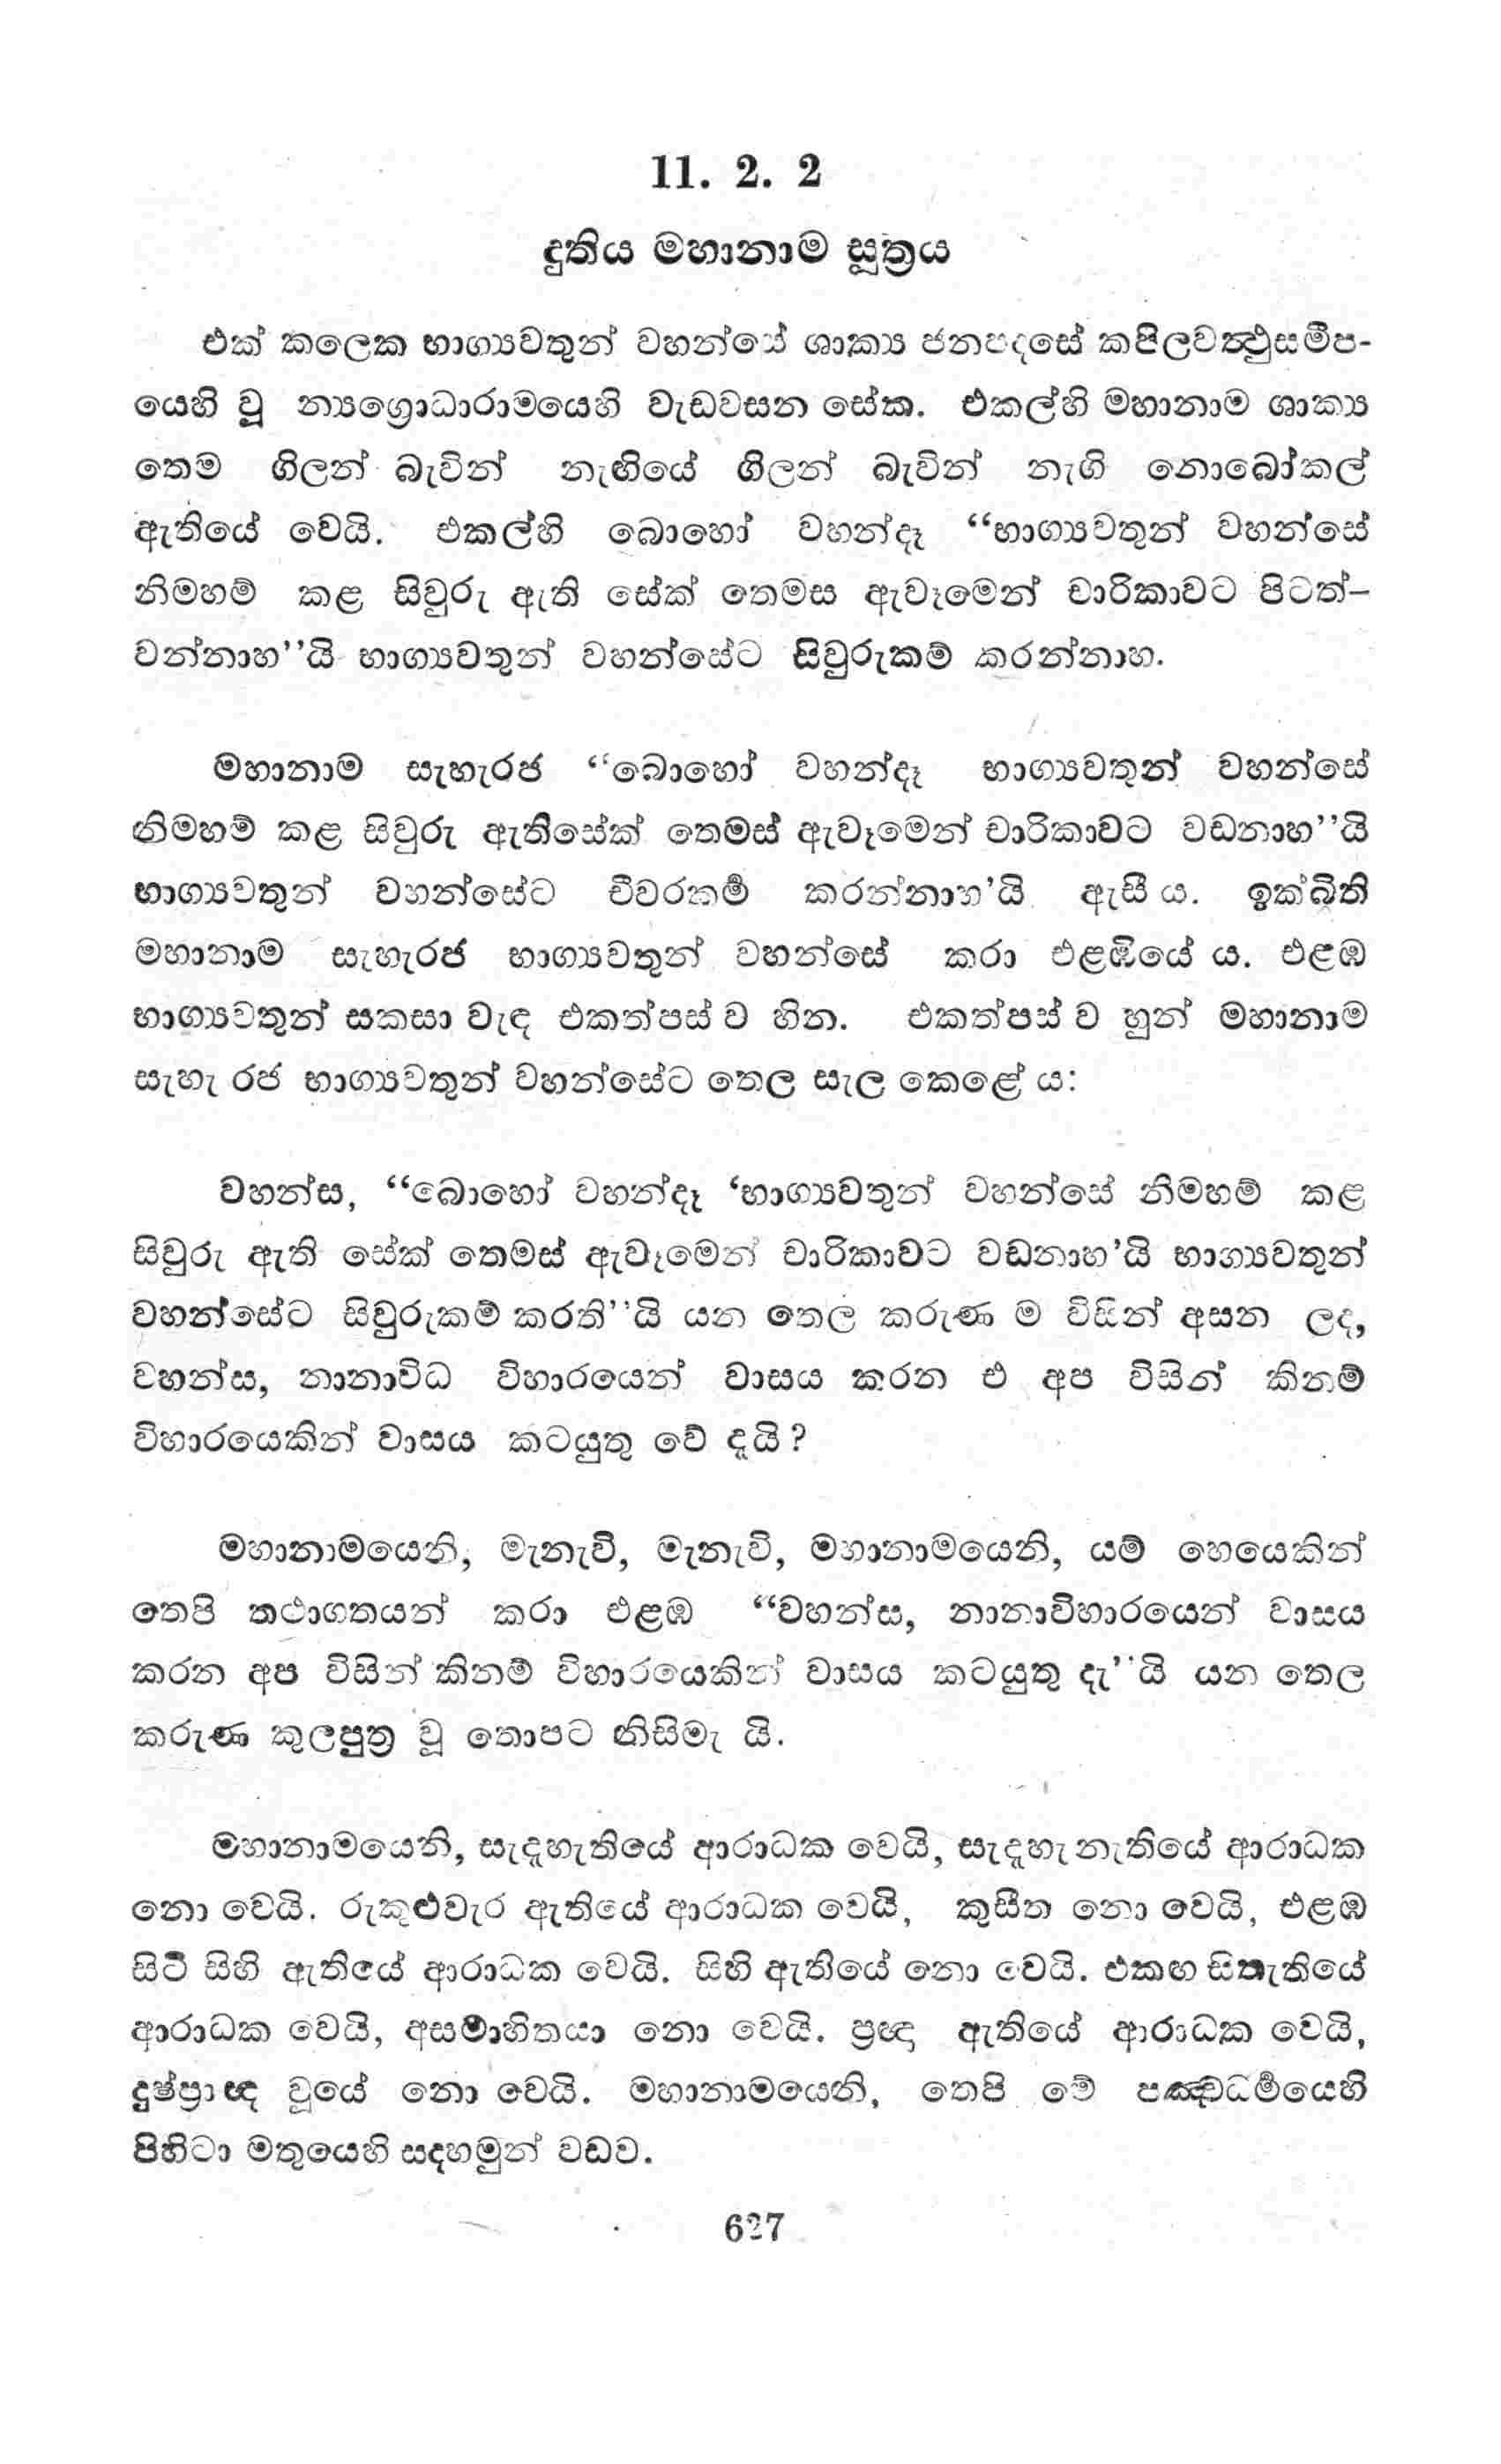 11. 2. 2
දුතිය මහානාම සූත්‍රය
එක් කලෙක භාග්‍යවතුන් වහන්සේ ශාක්‍ය ජනපදසේ කපිලවත්‍ථුසමීප-
යෙහි වූ න්‍යග්‍රොධාරාමයෙහි වැඩවසන සේක. එකල්හි මහානාම ශාක්‍ය
තෙම ගිලන් බැවින් නැඟියේ ගිලන් බැවින් නැගි නොබෝකල්
ඇතියේ වෙයි. එකල්හි බොහෝ වහන්දෑ “භාග්‍යවතුන් වහන්සේ
නිමහම් කළ සිවුරු ඇති සේක් තෙමස ඇවෑමෙන් චාරිකාවට පිටත්–
වන්නාහ”යි භාග්‍යවතුන් වහන්සේට සිවුරුකම් කරන්නාහ.
මහානාම සැහැරජ “බොහෝ වහන්දෑ භාග්‍යවතුන් වහන්සේ
නිමහම් කළ සිවුරු ඇතිසේක් තෙමස් ඇවෑමෙන් චාරිකාවට වඩනාහ”යි
භාග්‍යවතුන් වහන්සේට චීවරකර්‍ම කරන්නාහ’යි ඇසී ය. ඉක්බිති
මහානාම සැහැරජ භාග්‍යවතුන් වහන්සේ කරා එළඹියේ ය. එළඹ
භාග්‍යවතුන් සකසා වැඳ එකත්පස් ව හින. එකත්පස් ව හුන් මහානාම
සැහැ රජ භාග්‍යවතුන් වහන්සේට තෙල සැල කෙළේ ය:
වහන්ස, “බොහෝ වහන්දෑ ‘භාග්‍යවතුන් වහන්සේ නිමහම් කළ
සිවුරු ඇති සේක් තෙමස් ඇවෑමෙන් චාරිකාවට වඩනාහ’යි භාග්‍යවතුන්
වහන්සේට සිවුරුකම් කරති”යි යන තෙල කරුණ ම විසින් අසන ලද,
වහන්ස, නානාවිධ විහාරයෙන් වාසය කරන එ අප විසින් කිනම්
විහාරයෙකින් වාසය කටයුතු වේ දැයි?
මහානාමයෙනි, මැනැවි, මැනැවි, මහානාමයෙනි, යම් හෙයෙකින්
තෙපි තථාගතයන් කරා එළඹ “වහන්ස, නානාවිහාරයෙන් වාසය
කරන අප විසින් කිනම් විහාරයෙකින් වාසය කටයුතු දැ”යි යන තෙල
කරුණ කුලපුත්‍ර වූ තොපට නිසිමැ යි.
මහානාමයෙනි, සැදැහැතියේ ආරාධක වෙයි, සැදැහැ නැතියේ ආරාධක
නො වෙයි. රුකුළුවැර ඇතියේ ආරාධක වෙයි, කුසීත නො වෙයි, එළඹ
සිටි සිහි ඇතියේ ආරාධක වෙයි. සිහි ඇතියේ නො වෙයි. එකඟ සිතැතියේ
ආරාධක වෙයි, අසමාහිතයා නො වෙයි. ප්‍රඥා ඇතියේ ආරාධක වෙයි,
දුෂ්ප්‍රාඥ වූයේ නො වෙයි. මහානාමයෙනි, තෙපි මේ පඤ්චධර්‍මයෙහි
පිහිටා මතුයෙහි සදහමුන් වඩව.
627